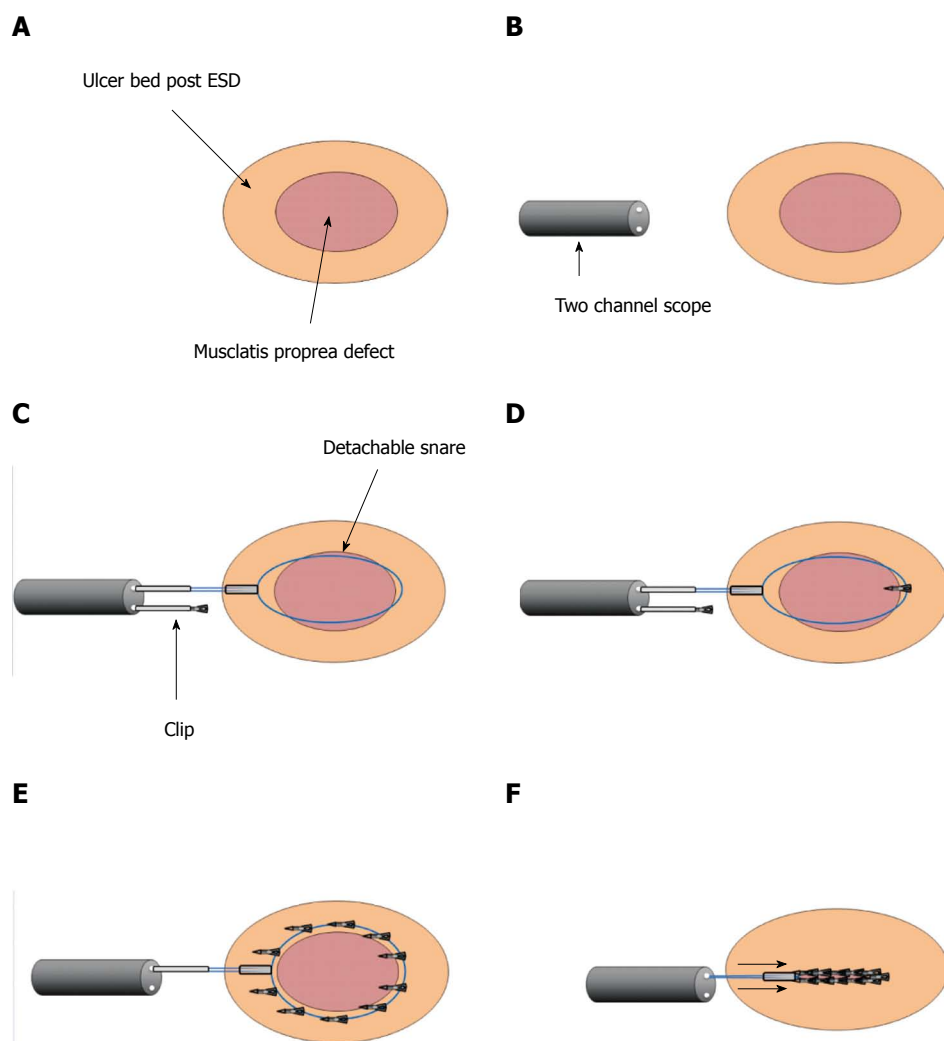 A
B
Ulcer bed post ESD
Two channel scope
Musclatis proprea defect
C
D
Detachable snare
Clip
E
F